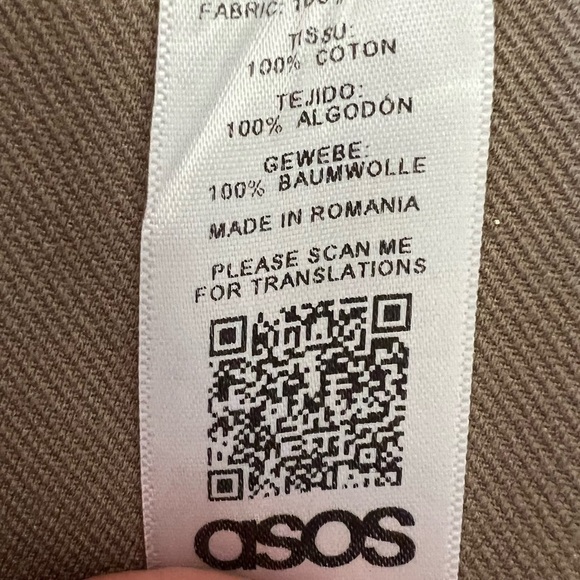 FABRIC: 100%
TISSU:
100% COTON
TEJIDO:
100% ALGODÓN
GEWEBE:
100% BAUMWOLLE
MADE IN ROMANIA
PLEASE SCAN ME
FOR TRANSLATIONS
asos